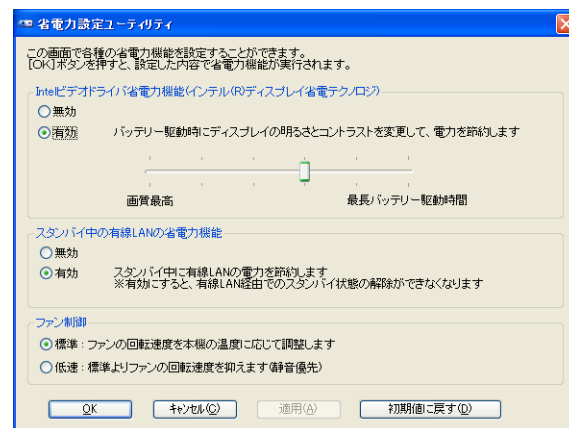 省電力設定ユーティリティ
この画面で各種の省電力機能を設定することができます。
[OK]ボタンを押すと、設定した内容で省電力機能が実行されます。
Intelビデオドライバ省電力機能(インテル(R)ディスプレイ省電テクノロジ)
無効
有効 バッテリー駆動時にディスプレイの明るさとコントラストを変更して、電力を節約します
画質最高 最長バッテリー駆動時間
スタンバイ中の有線LANの省電力機能
無効
有効 スタンバイ中に有線LANの電力を節約します
※有効にすると、有線LAN経由でのスタンバイ状態の解除ができなくなります
ファン制御
標準 : ファンの回転速度を本機の温度に応じて調整します
低速 : 標準よりファンの回転速度を抑えます(静音優先)
OK キャンセル(C) 適用(A) 初期値に戻す(D)